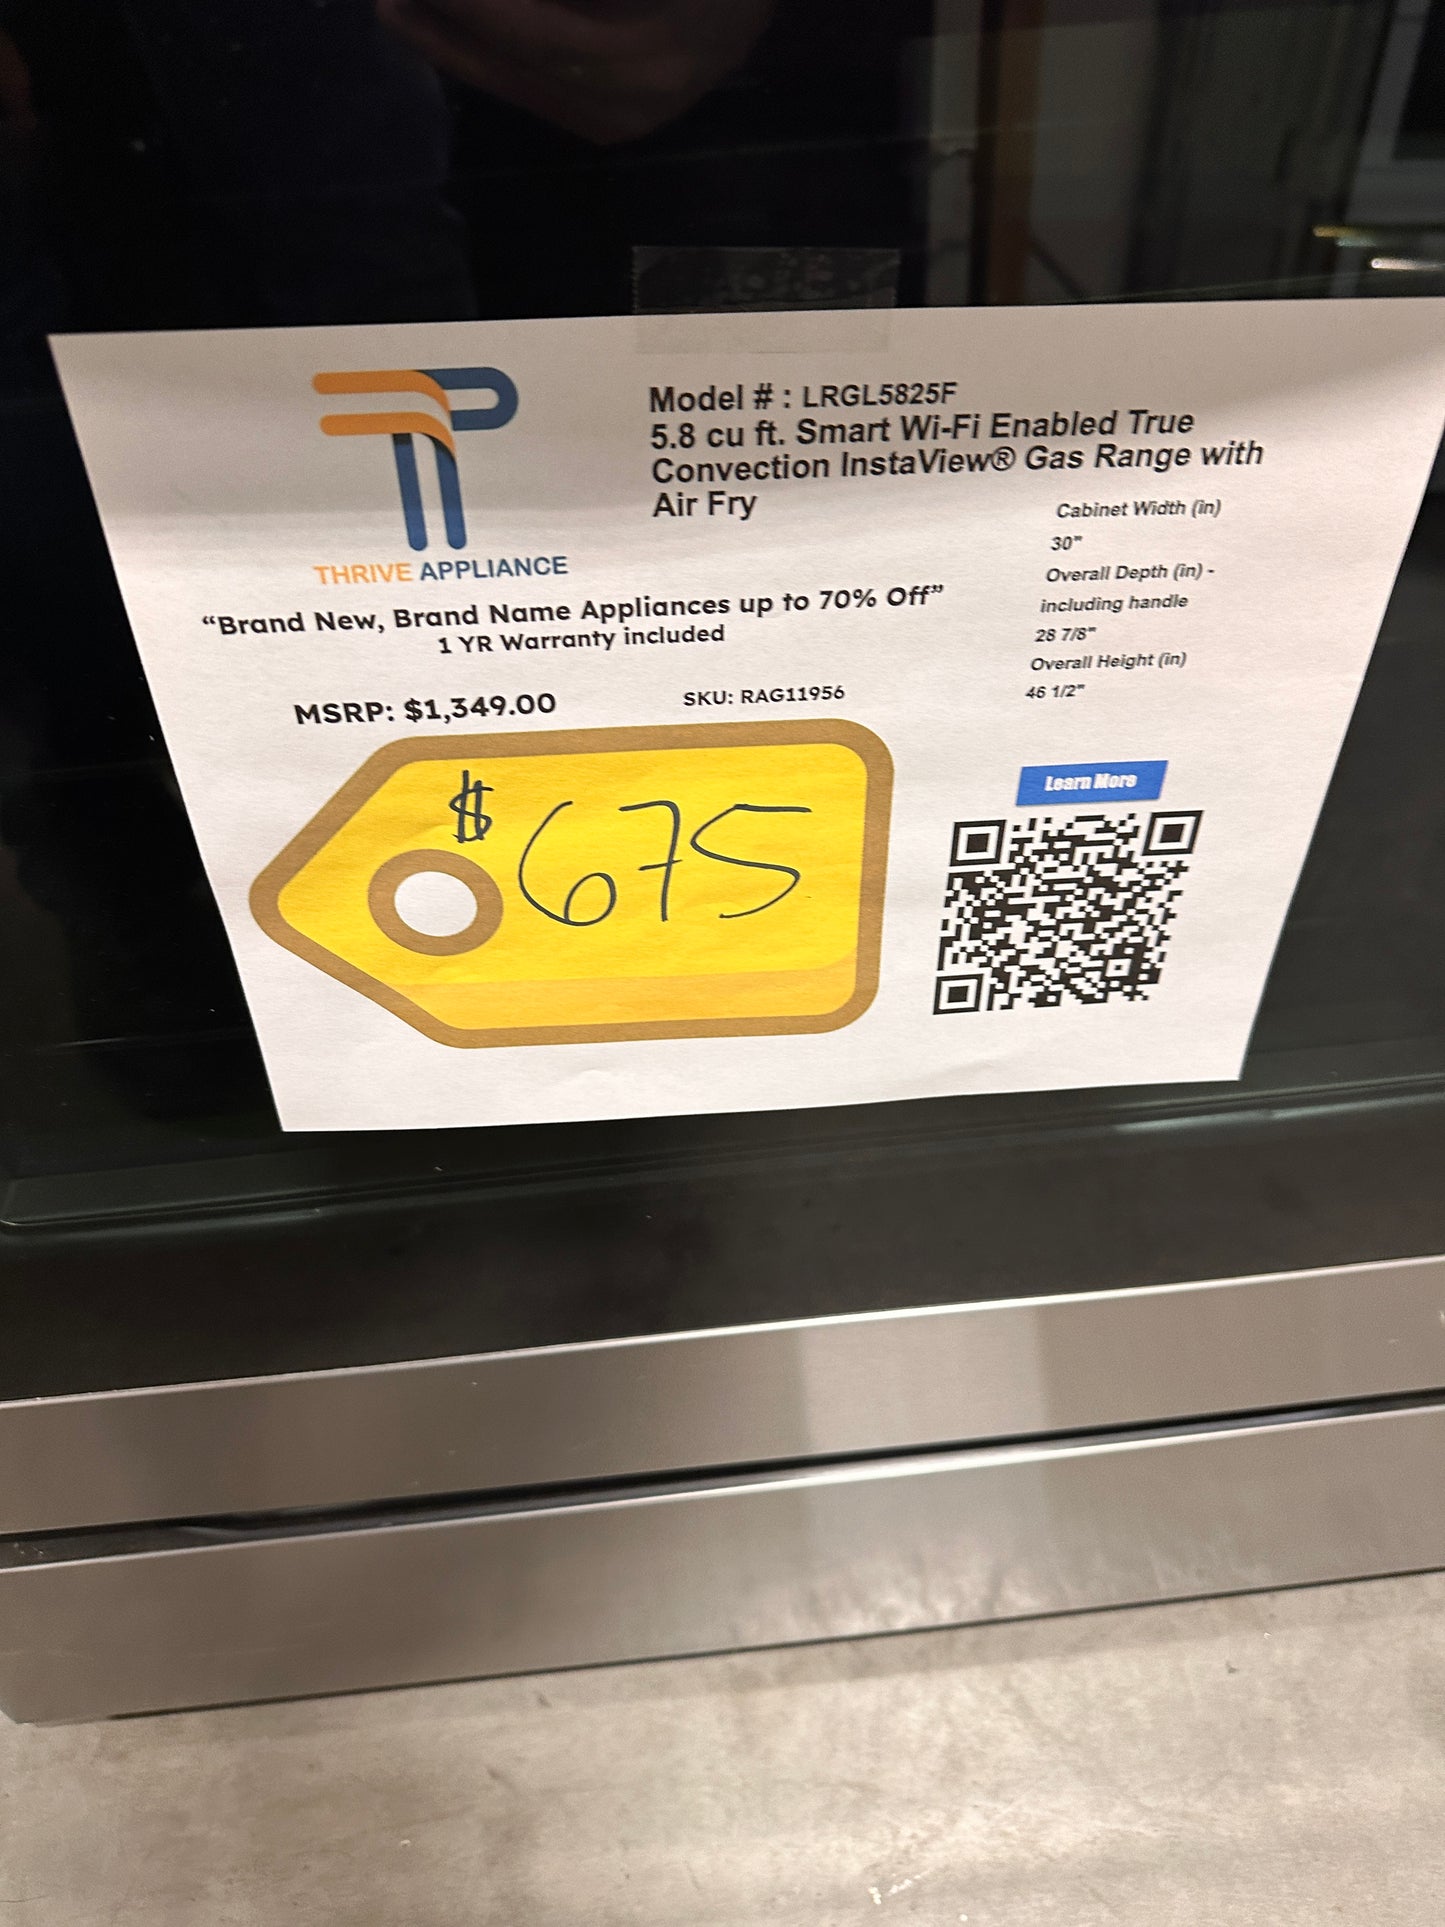 THRIVE APPLIANCE
Model # : LRGL5825F
5.8 cu ft. Smart Wi-Fi Enabled True
Convection InstaView® Gas Range with
Air Fry
Cabinet Width (in)
30"
Overall Depth (in) -
including handle
28 7/8"
Overall Height (in)
46 1/2"
“Brand New, Brand Name Appliances up to 70% Off”
1 YR Warranty included
MSRP: $1,349.00
SKU: RAG11956
$675
Learn More